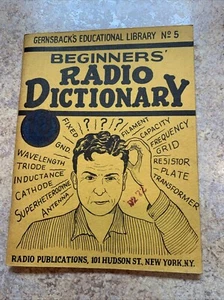 GERNSBACKS EDUCATIONAL LIBRARY No 5
BEGINNERS'
RADIO
DICTIONARY
! ? ! ? !
FIXED
GND
FILAMENT
CAPACITY
FREQUENCY
GRID
WAVELENGTH
TRIODE
INDUCTANCE
CATHODE
SUPERHETERODYNE
ANTENNA
RESISTOR
PLATE
TRANSFORMER
RADIO PUBLICATIONS, 101 HUDSON ST., NEW YORK, N.Y.